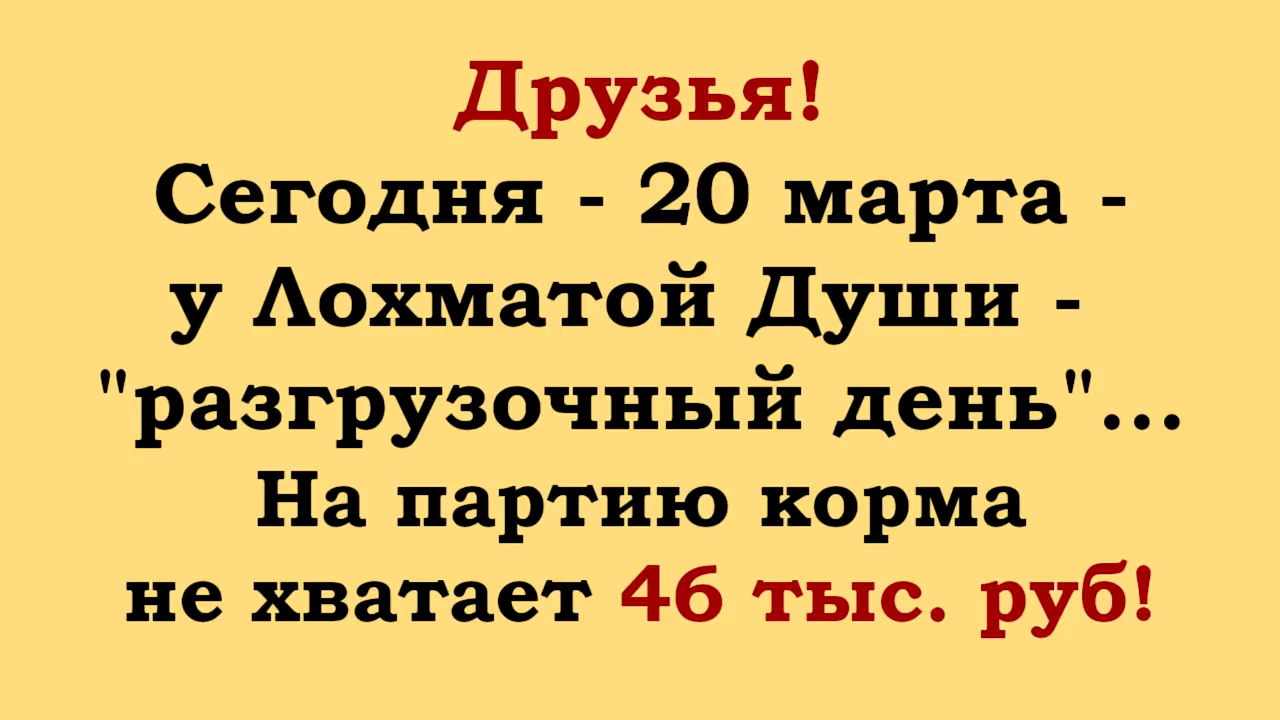 Друзья!
Сегодня - 20 марта -
у Лохматой Души -
"разгрузочный день"...
На партию корма
не хватает 46 тыс. руб!